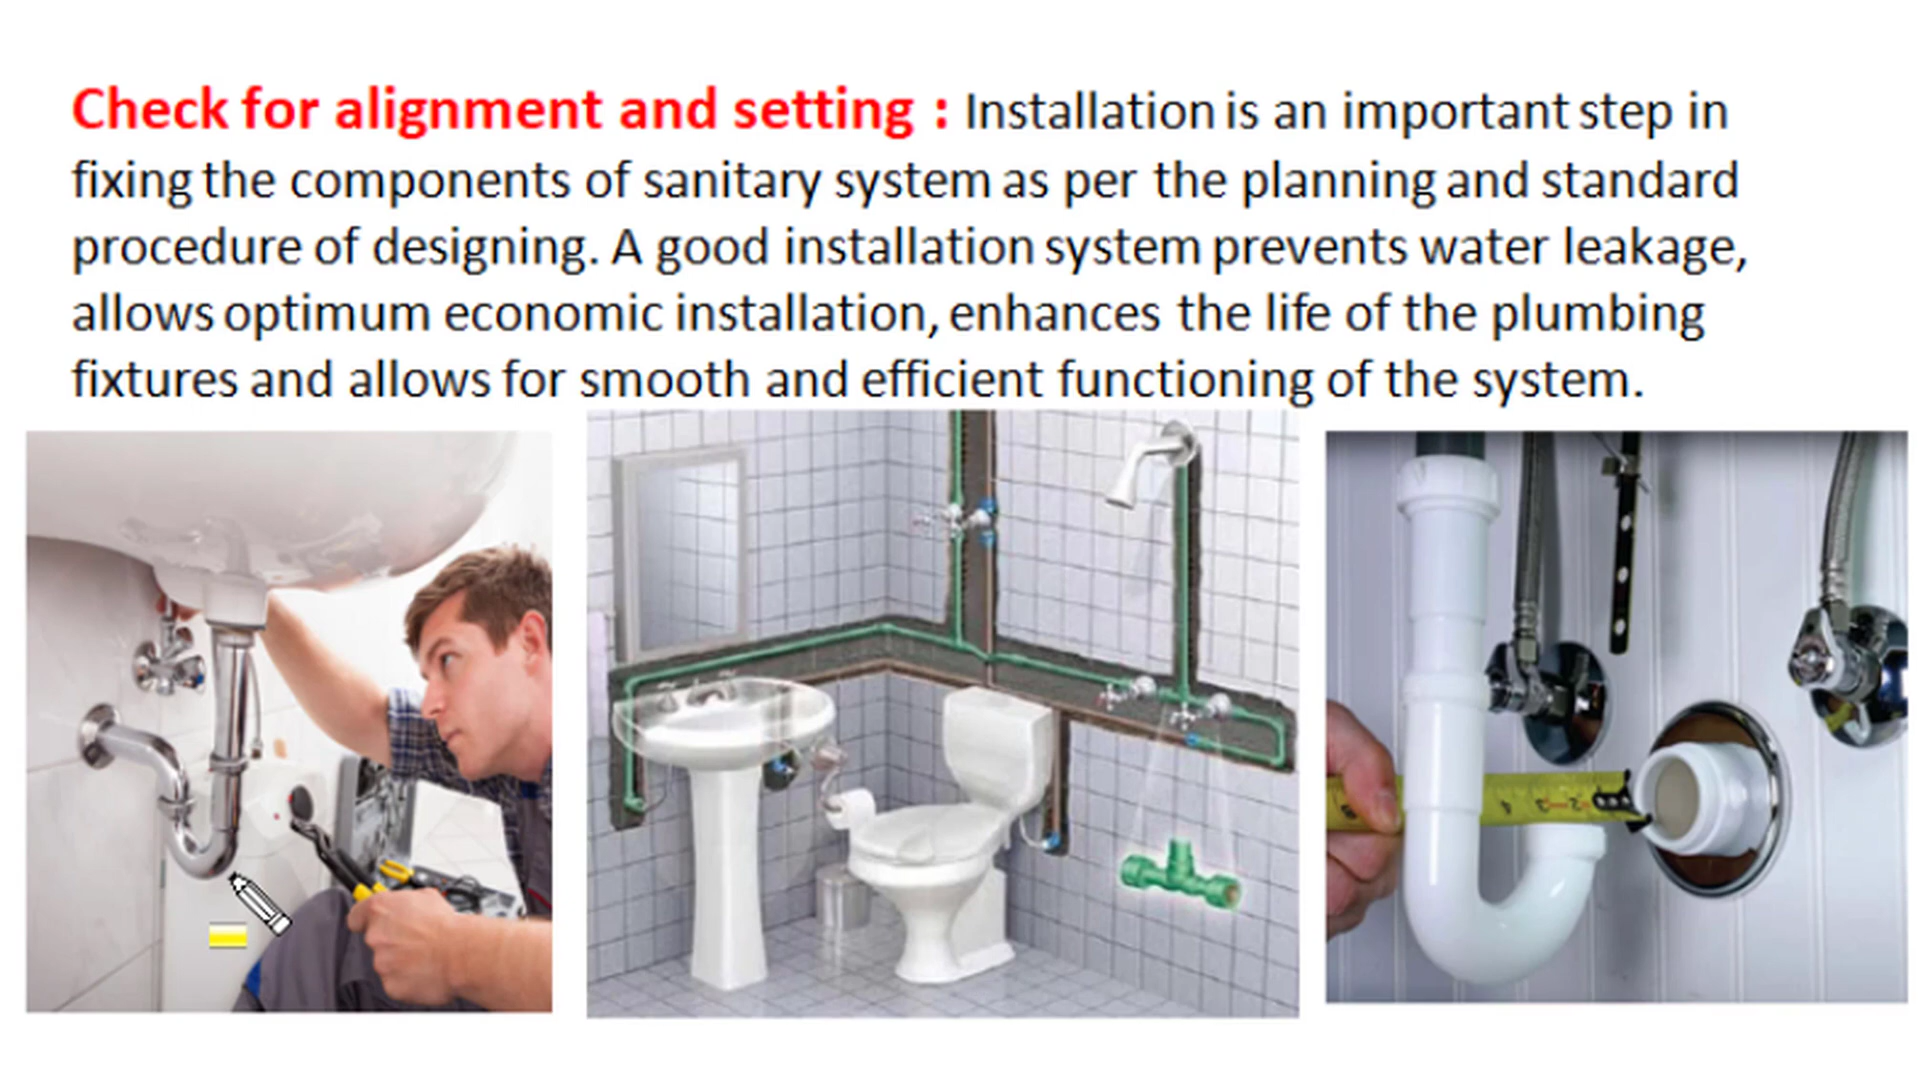 Check for alignment and setting : Installation is an important step in
fixing the components of sanitary system as per the planning and standard
procedure of designing. A good installation system prevents water leakage,
allows optimum economic installation, enhances the life of the plumbing
fixtures and allows for smooth and efficient functioning of the system.